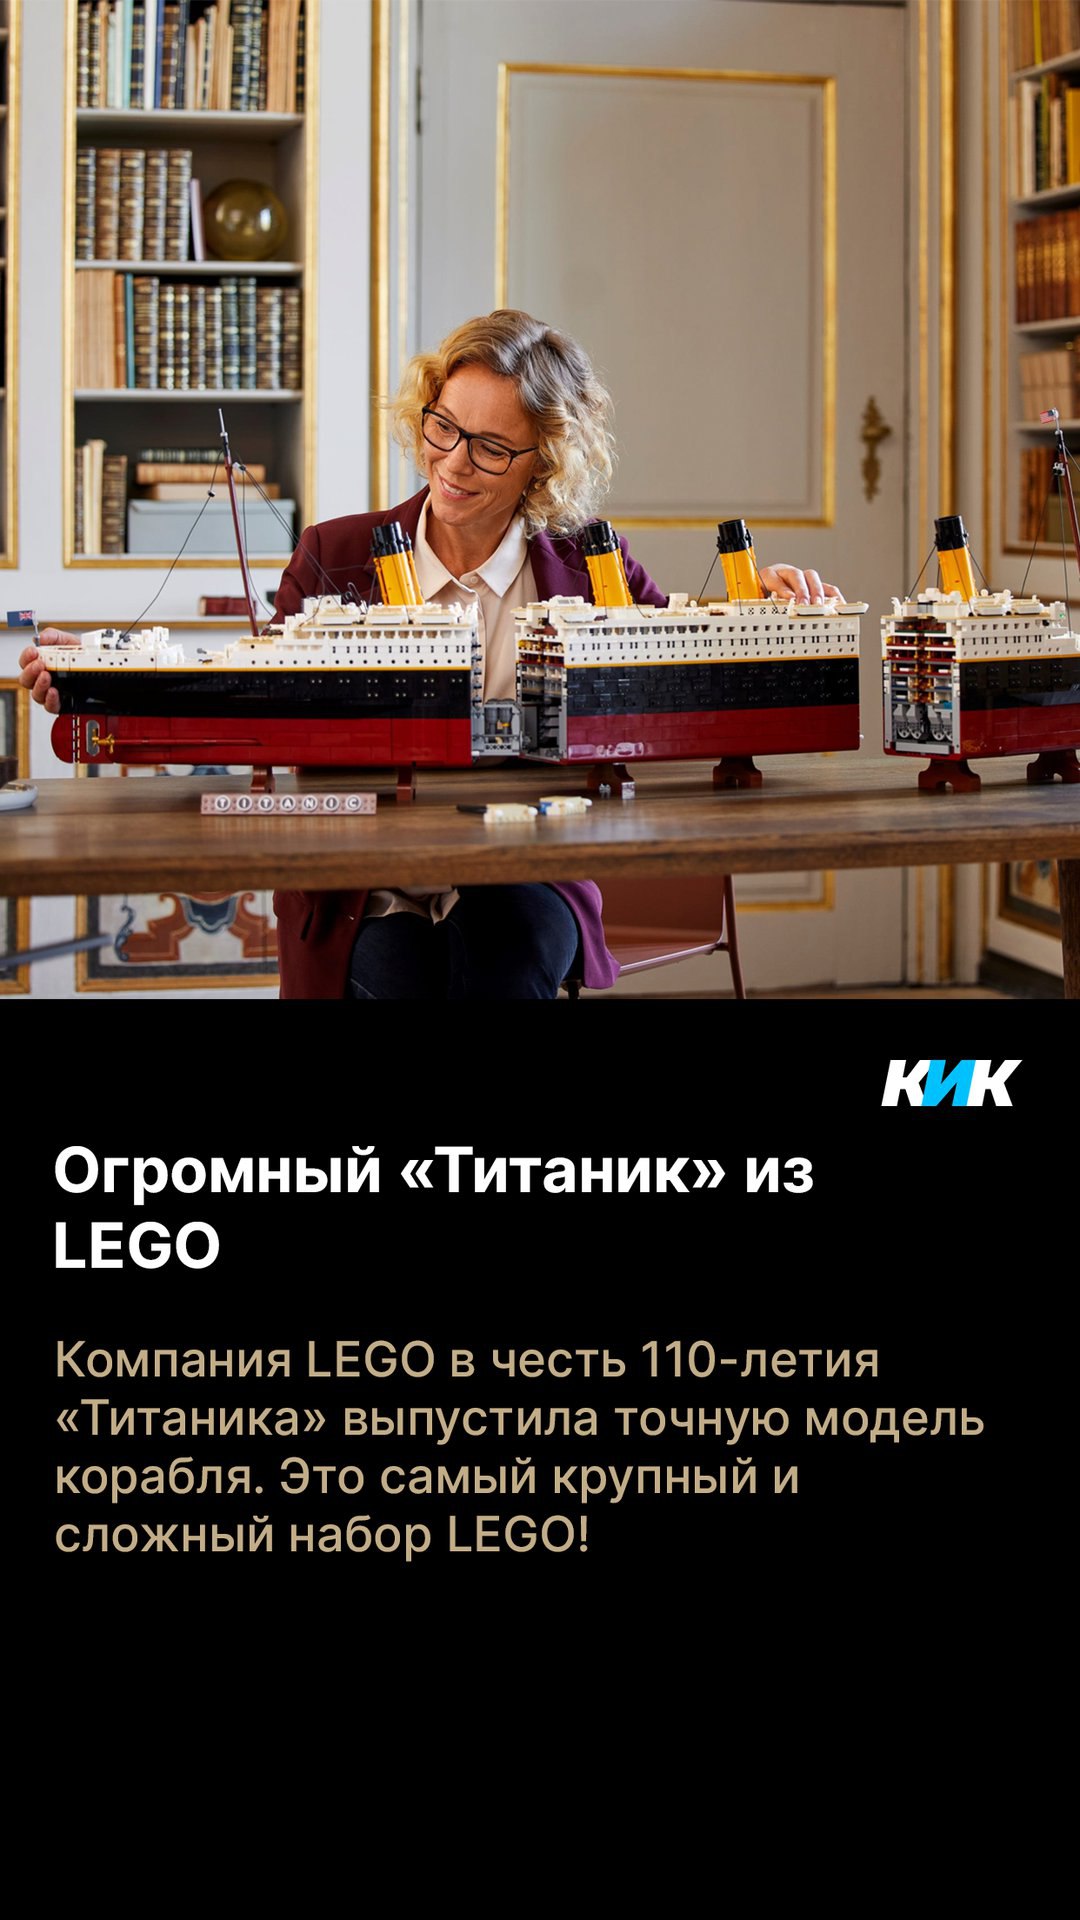 TITANIC
КИК
Огромный «Титаник» из
LEGO
Компания LEGO в честь 110-летия
«Титаника» выпустила точную модель
корабля. Это самый крупный и
сложный набор LEGO!